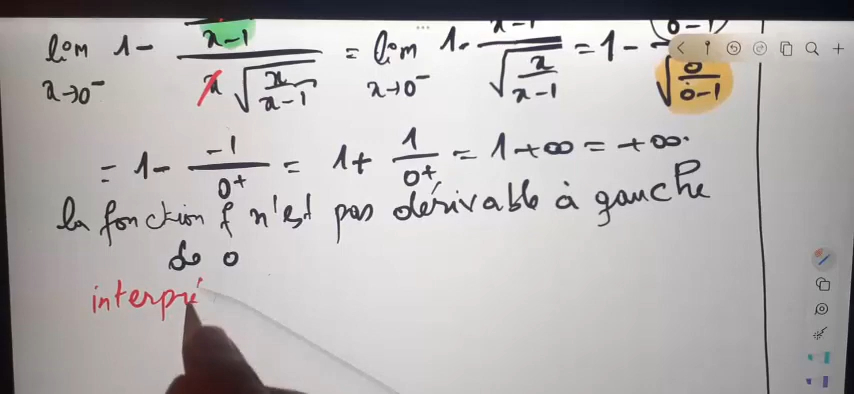 lim 1 - x-1 / x√(x/x-1) = lim 1 - x-1 / √(x/x-1) = 1 - (0-1) / √(0/0-1)
x→0⁻ x→0⁻
= 1 - -1/0⁺ = 1 + 1/0⁺ = 1 + ∞ = +∞.
la fonction f n'est pas dérivable à gauche
de 0
interpré